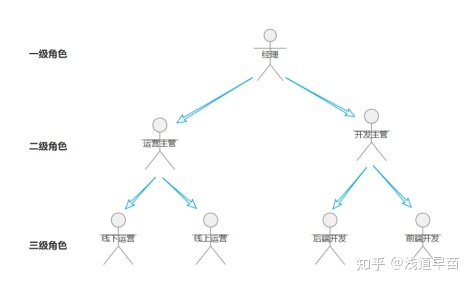 一级角色
经理
二级角色
运营主管
开发主管
三级角色
线下运营
线上运营
后端开发
前端开发
知乎 @浅道早苗